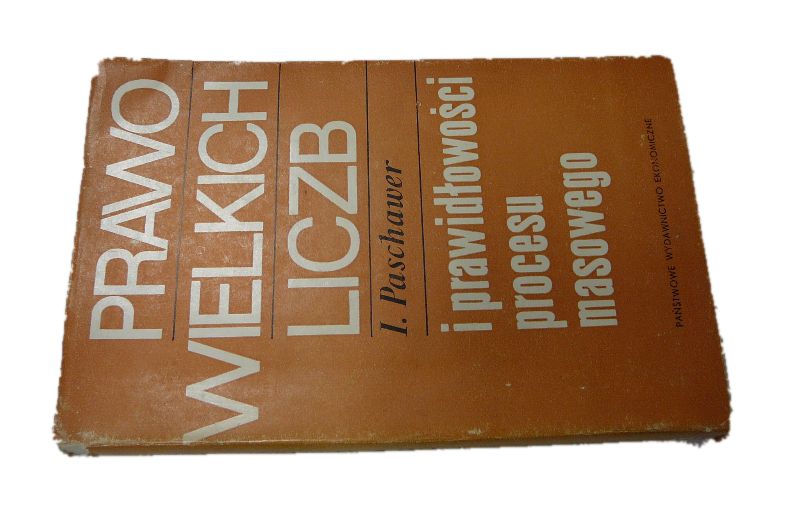 PRAWO
WIELKICH
LICZB
I. Paschawer
i prawidłowości
procesu
masowego
PAŃSTWOWE WYDAWNICTWO EKONOMICZNE